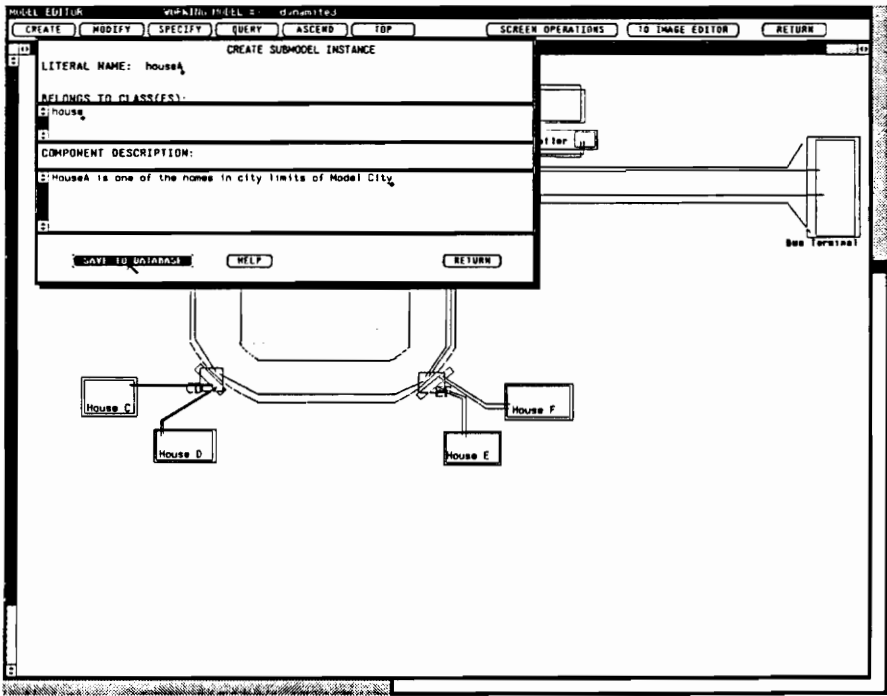 MODEL EDITOR WORKING MODEL = : dynamite3
CREATE MODIFY SPECIFY QUERY ASCEND TOP SCREEN OPERATIONS TO IMAGE EDITOR RETURN
CREATE SUBMODEL INSTANCE
LITERAL NAME: houseA
BELONGS TO CLASS(ES):
house
COMPONENT DESCRIPTION:
HouseA is one of the homes in city limits of Model City
SAVE TO DATABASE HELP RETURN
Bus Terminal
CD
EF
House C
House F
House D
House E